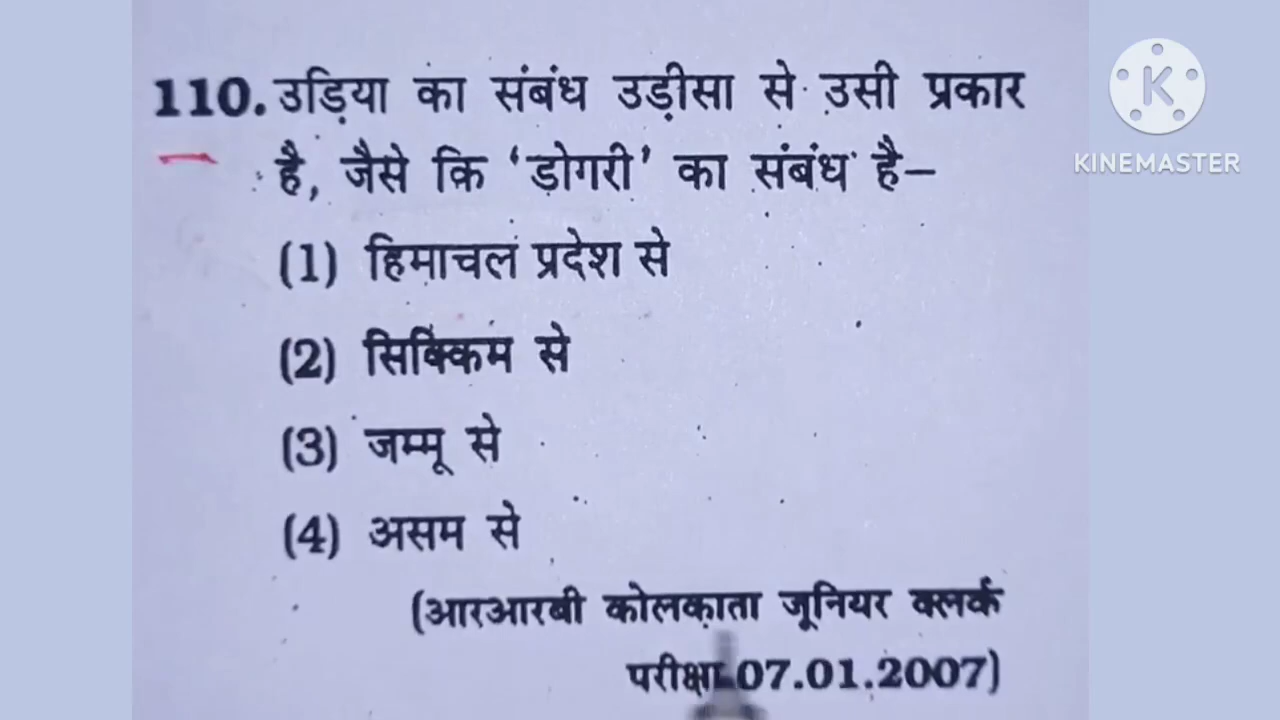 110. उड़िया का संबंध उड़ीसा से उसी प्रकार
है, जैसे कि ‘डोगरी’ का संबंध है–
(1) हिमाचल प्रदेश से
(2) सिक्किम से
(3) जम्मू से
(4) असम से
(आरआरबी कोलकाता जूनियर क्लर्क
परीक्षा 07.01.2007)
K
KINEMASTER